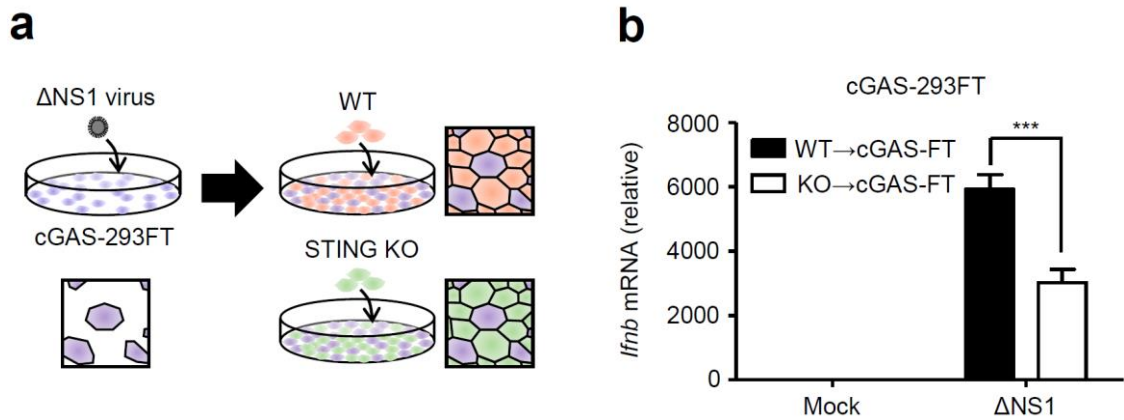 a
ΔNS1 virus
cGAS-293FT
WT
STING KO
b
cGAS-293FT
Ifnb mRNA (relative)
8000
6000
4000
2000
0
WT→cGAS-FT
KO→cGAS-FT
***
Mock
ΔNS1